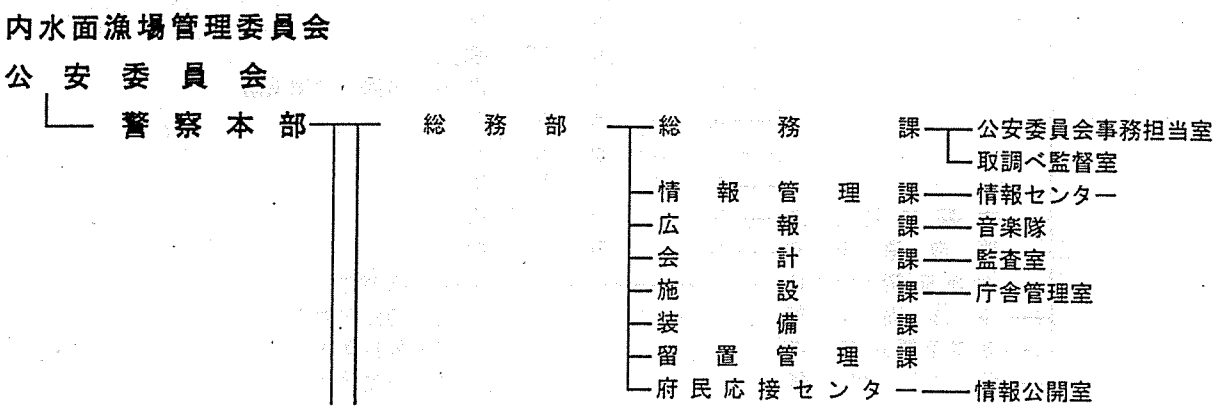 内水面漁場管理委員会
公安委員会
警察本部 総務部 総務課 公安委員会事務担当室
取調べ監督室
情報管理課 情報センター
広報課 音楽隊
会計課 監査室
施設課 庁舎管理室
装備課
留置管理課
府民応接センター 情報公開室